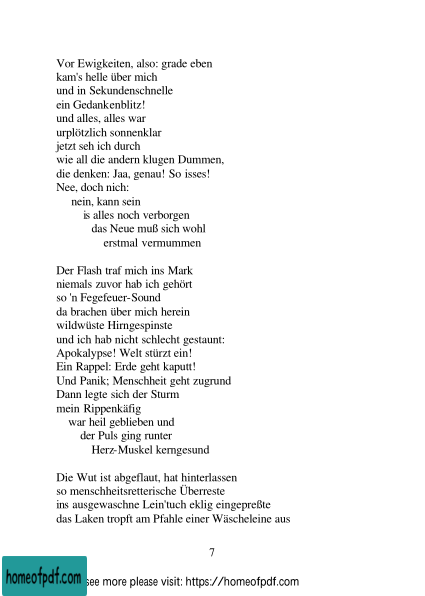 Vor Ewigkeiten, also: grade eben
kam's helle über mich
und in Sekundenschnelle
ein Gedankenblitz!
und alles, alles war
urplötzlich sonnenklar
jetzt seh ich durch
wie all die andern klugen Dummen,
die denken: Jaa, genau! So isses!
Nee, doch nich:
nein, kann sein
is alles noch verborgen
das Neue muß sich wohl
erstmal vermummen
Der Flash traf mich ins Mark
niemals zuvor hab ich gehört
so 'n Fegefeuer-Sound
da brachen über mich herein
wildwüste Hirngespinste
und ich hab nicht schlecht gestaunt:
Apokalypse! Welt stürzt ein!
Ein Rappel: Erde geht kaputt!
Und Panik; Menschheit geht zugrund
Dann legte sich der Sturm
mein Rippenkäfig
war heil geblieben und
der Puls ging runter
Herz-Muskel kerngesund
Die Wut ist abgeflaut, hat hinterlassen
so menschheitsretterische Überreste
ins ausgewaschne Lein'tuch eklig eingepreßte
das Laken tropft am Pfahle einer Wäscheleine aus
7
homeofpdf.com see more please visit: https://homeofpdf.com